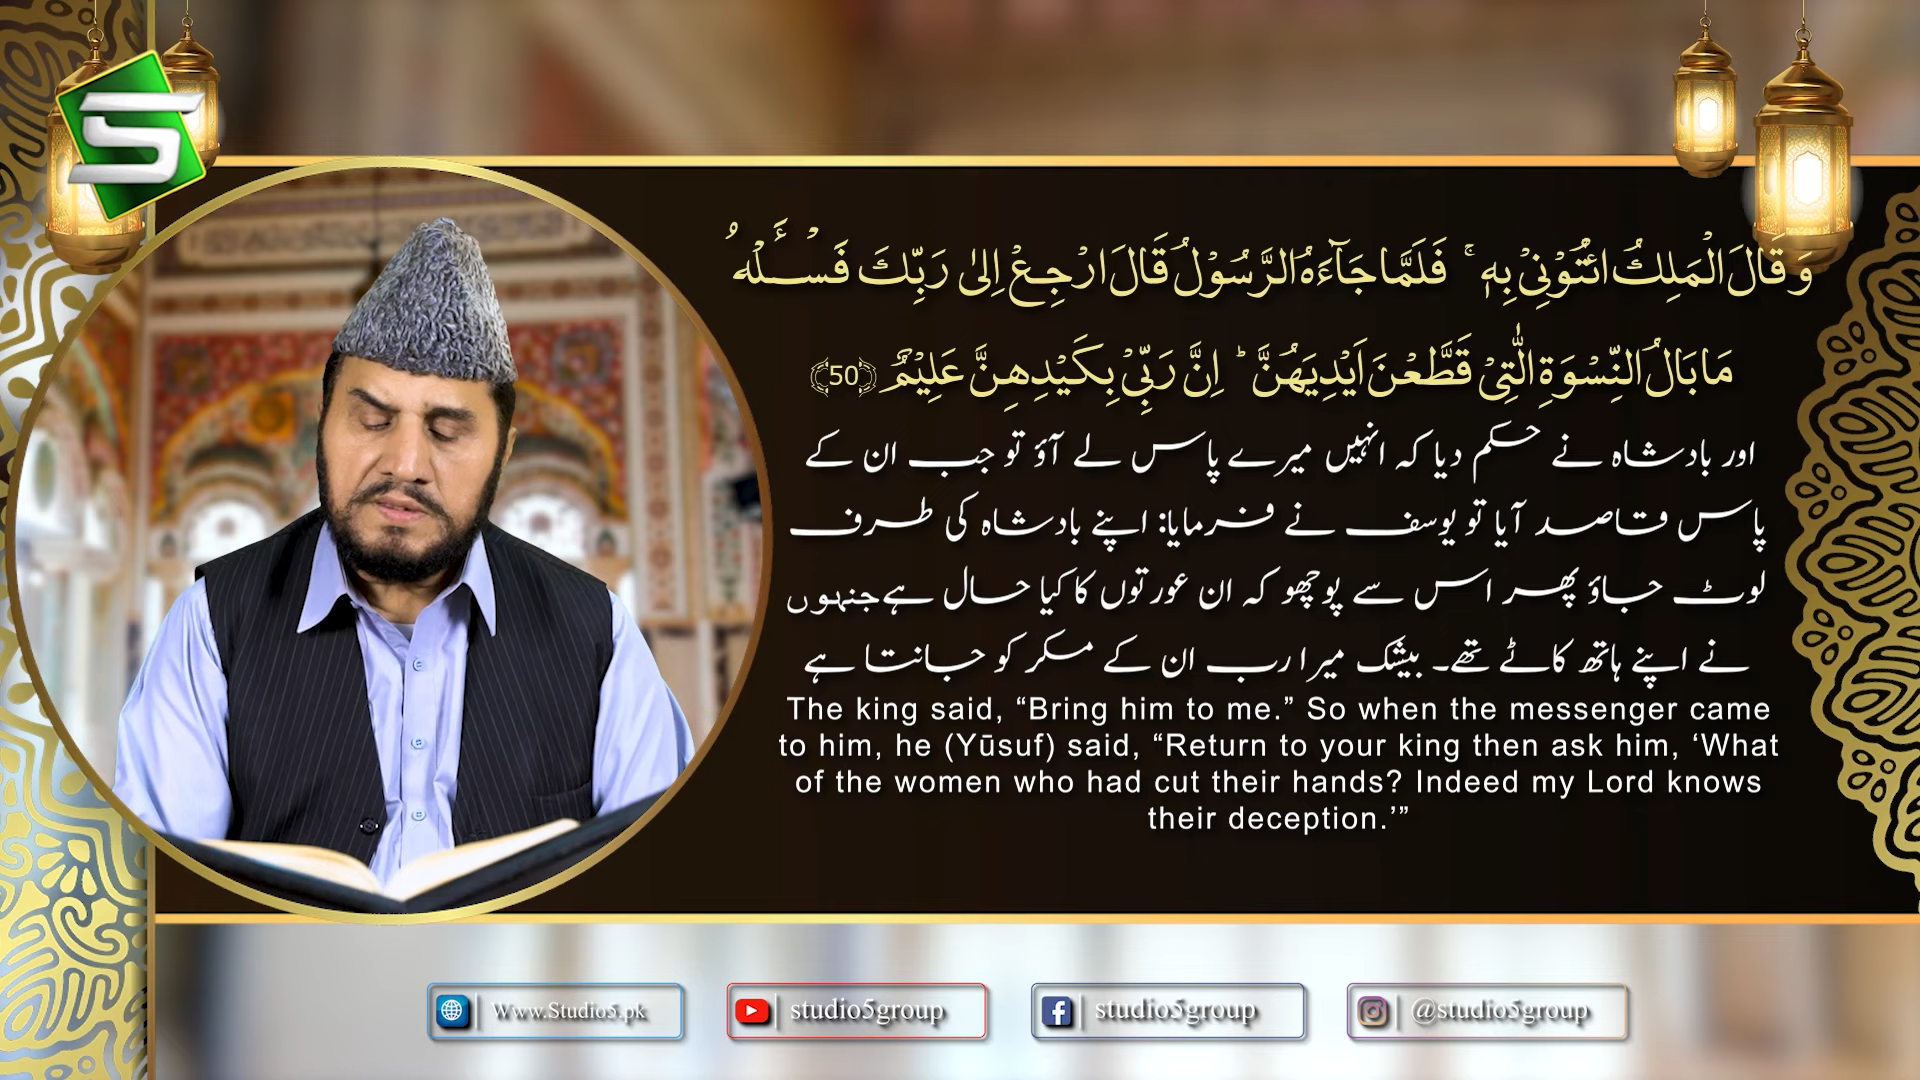 وَقَالَ الْمَلِكُ ائْتُوْنِیْ بِهٖ ۚ فَلَمَّا جَآءَهُ الرَّسُوْلُ قَالَ ارْجِعْ اِلٰى رَبِّكَ فَسْــٴَـلْهُ
مَا بَالُ النِّسْوَةِ الّٰتِیْ قَطَّعْنَ اَیْدِیَهُنَّ ؕ اِنَّ رَبِّیْ بِكَیْدِهِنَّ عَلِیْمٌ ﴿50﴾
اور بادشاہ نے حکم دیا کہ انہیں میرے پاس لے آؤ تو جب ان کے
پاس قاصد آیا تو یوسف نے فرمایا: اپنے بادشاہ کی طرف
لوٹ جاؤ پھر اس سے پوچھو کہ ان عورتوں کا کیا حال ہے جنہوں
نے اپنے ہاتھ کاٹے تھے۔ بیشک میرا رب ان کے مکر کو جانتا ہے
The king said, “Bring him to me.” So when the messenger came
to him, he (Yūsuf) said, “Return to your king then ask him, ‘What
of the women who had cut their hands? Indeed my Lord knows
their deception.’”
Www.Studio5.pk
studio5group
studio5group
@studio5group